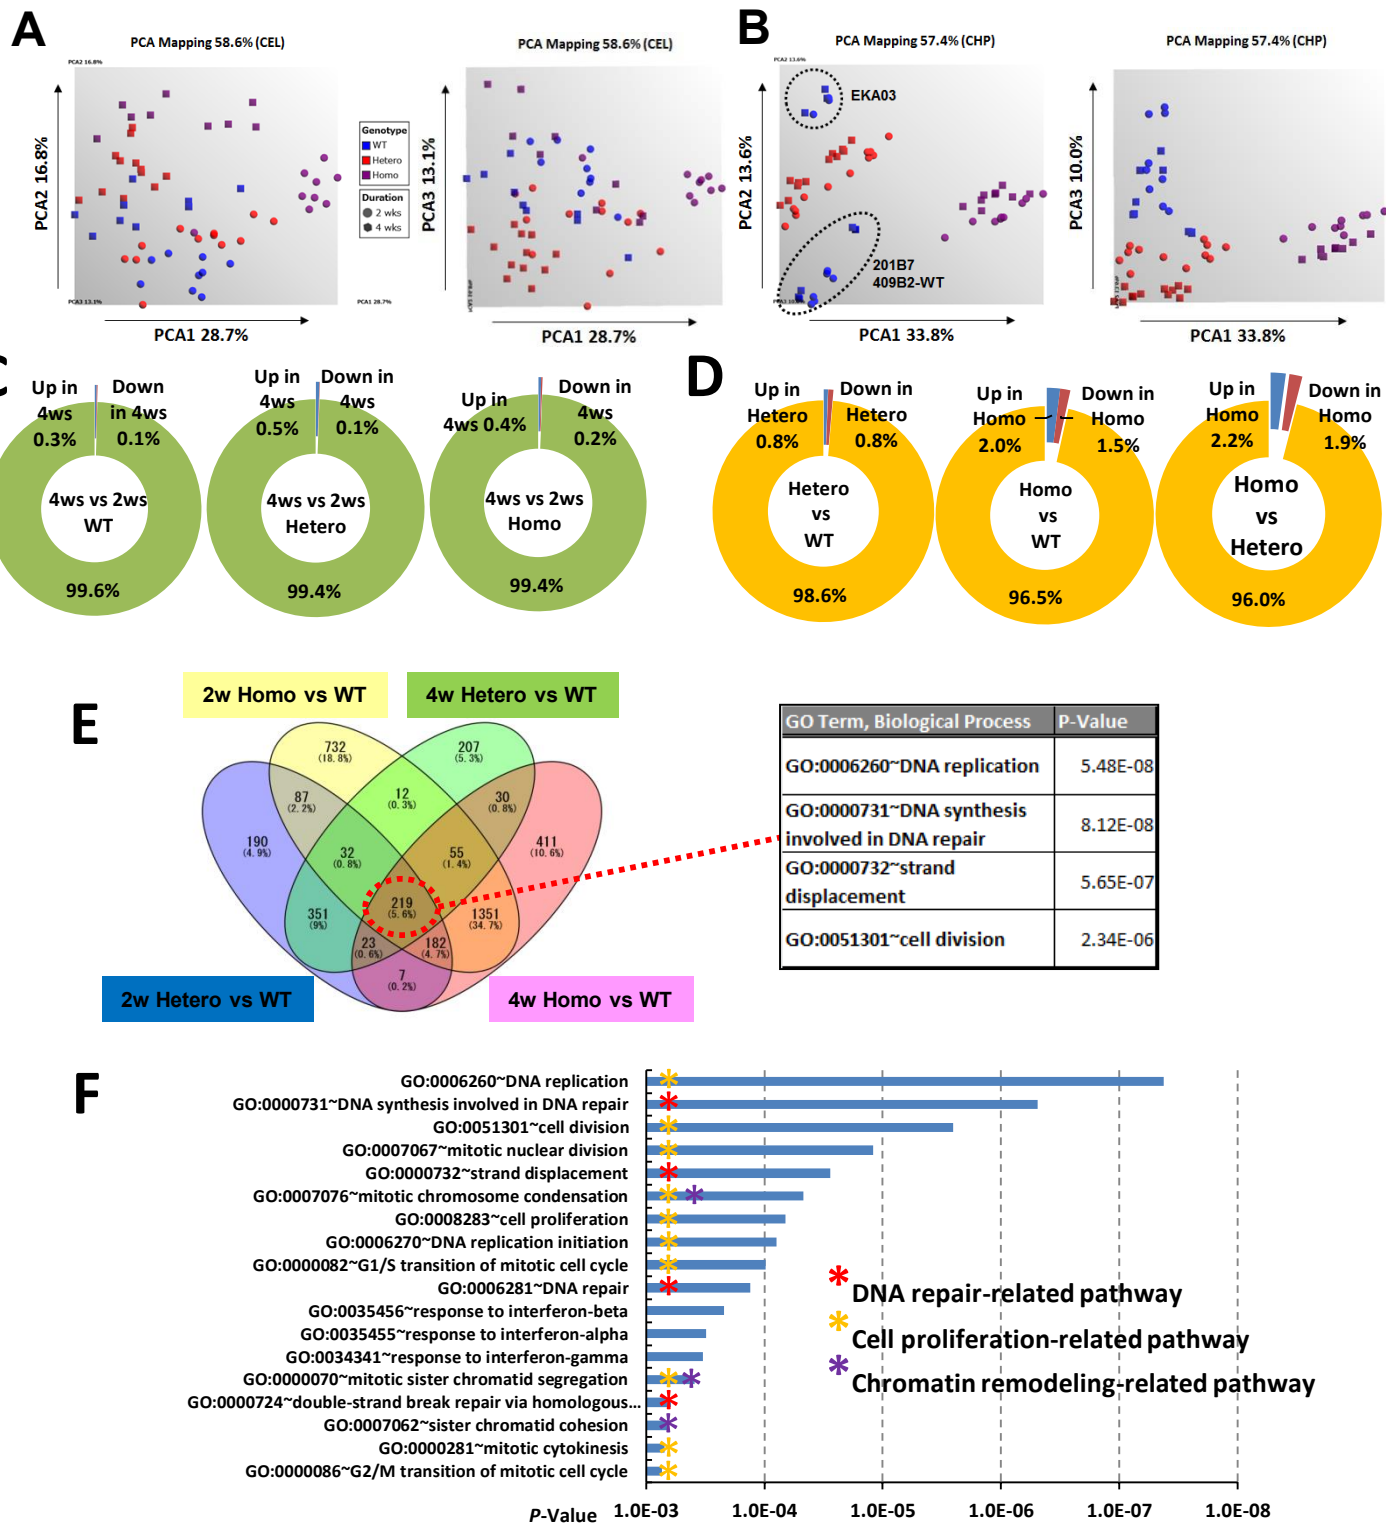 A
PCA Mapping 58.6% (CEL)
PCA2 16.8%
PCA2 16.8%
PCA3 13.1%
PCA1 28.7%
PCA1 28.7%
Genotype
WT
Hetero
Homo
Duration
2 wks
4 wks
PCA Mapping 58.6% (CEL)
PCA3 13.1%
PCA1 28.7%
B
PCA Mapping 57.4% (CHP)
PCA2 13.6%
PCA2 13.6%
EKA03
201B7
409B2-WT
PCA1 33.8%
PCA Mapping 57.4% (CHP)
PCA3 10.0%
PCA1 33.8%
C
Up in
4ws
0.3%
Down
in 4ws
0.1%
4ws vs 2ws
WT
99.6%
Up in
4ws
0.5%
Down in
4ws
0.1%
4ws vs 2ws
Hetero
99.4%
Up in
4ws 0.4%
Down in
4ws
0.2%
4ws vs 2ws
Homo
99.4%
D
Up in
Hetero
0.8%
Down in
Hetero
0.8%
Hetero
vs
WT
98.6%
Up in
Homo
2.0%
Down in
Homo
1.5%
Homo
vs
WT
96.5%
Up in
Homo
2.2%
Down in
Homo
1.9%
Homo
vs
Hetero
96.0%
E
2w Homo vs WT
4w Hetero vs WT
732
(18.8%)
207
(5.3%)
87
(2.2%)
12
(0.3%)
30
(0.8%)
190
(4.9%)
32
(0.8%)
55
(1.4%)
411
(10.6%)
351
(9%)
219
(5.6%)
1351
(34.7%)
23
(0.6%)
182
(4.7%)
7
(0.2%)
2w Hetero vs WT
4w Homo vs WT
GO Term, Biological Process P-Value
GO:0006260~DNA replication 5.48E-08
GO:0000731~DNA synthesis
involved in DNA repair 8.12E-08
GO:0000732~strand
displacement 5.65E-07
GO:0051301~cell division 2.34E-06
F
GO:0006260~DNA replication
GO:0000731~DNA synthesis involved in DNA repair
GO:0051301~cell division
GO:0007067~mitotic nuclear division
GO:0000732~strand displacement
GO:0007076~mitotic chromosome condensation
GO:0008283~cell proliferation
GO:0006270~DNA replication initiation
GO:0000082~G1/S transition of mitotic cell cycle
GO:0006281~DNA repair
GO:0035456~response to interferon-beta
GO:0035455~response to interferon-alpha
GO:0034341~response to interferon-gamma
GO:0000070~mitotic sister chromatid segregation
GO:0000724~double-strand break repair via homologous...
GO:0007062~sister chromatid cohesion
GO:0000281~mitotic cytokinesis
GO:0000086~G2/M transition of mitotic cell cycle
* DNA repair-related pathway
* Cell proliferation-related pathway
* Chromatin remodeling-related pathway
P-Value 1.0E-03 1.0E-04 1.0E-05 1.0E-06 1.0E-07 1.0E-08